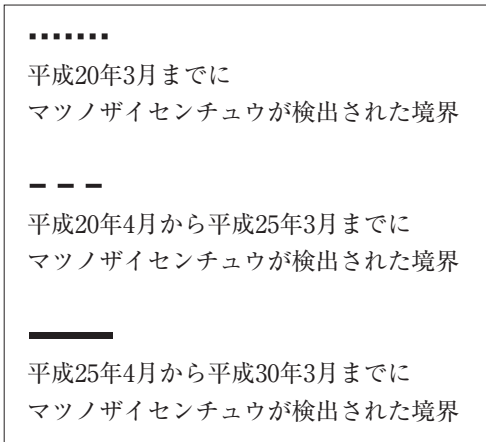 平成20年3月までに
マツノザイセンチュウが検出された境界
平成20年4月から平成25年3月までに
マツノザイセンチュウが検出された境界
平成25年4月から平成30年3月までに
マツノザイセンチュウが検出された境界